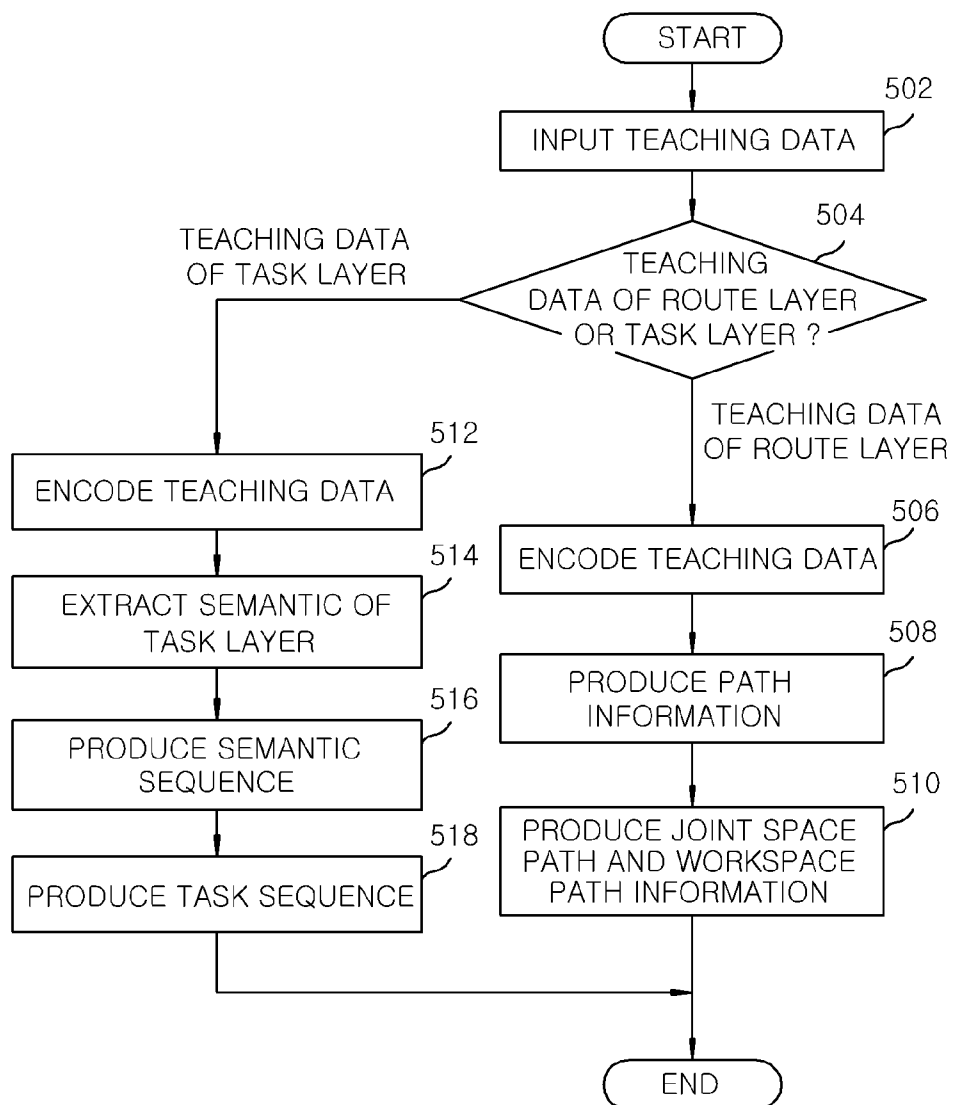 START
502
INPUT TEACHING DATA
504
TEACHING
DATA OF ROUTE LAYER
OR TASK LAYER ?
TEACHING DATA
OF TASK LAYER
TEACHING DATA
OF ROUTE LAYER
512
ENCODE TEACHING DATA
514
EXTRACT SEMANTIC OF
TASK LAYER
516
PRODUCE SEMANTIC
SEQUENCE
518
PRODUCE TASK SEQUENCE
506
ENCODE TEACHING DATA
508
PRODUCE PATH
INFORMATION
510
PRODUCE JOINT SPACE
PATH AND WORKSPACE
PATH INFORMATION
END